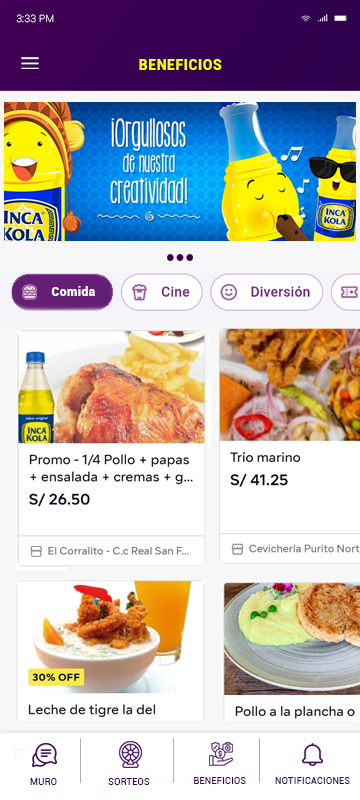 3:33 PM
BENEFICIOS
¡Orgullosos
de nuestra
creatividad!
INCA
KOLA
INCA
KOLA
Comida
Cine
Diversión
INCA
KOLA
Promo - 1/4 Pollo + papas
+ ensalada + cremas + g...
S/ 26.50
El Corralito - C.c Real San F...
Trío marino
S/ 41.25
Cevichería Purito Nort
30% OFF
Leche de tigre la del
Pollo a la plancha o
MURO
SORTEOS
BENEFICIOS
NOTIFICACIONES